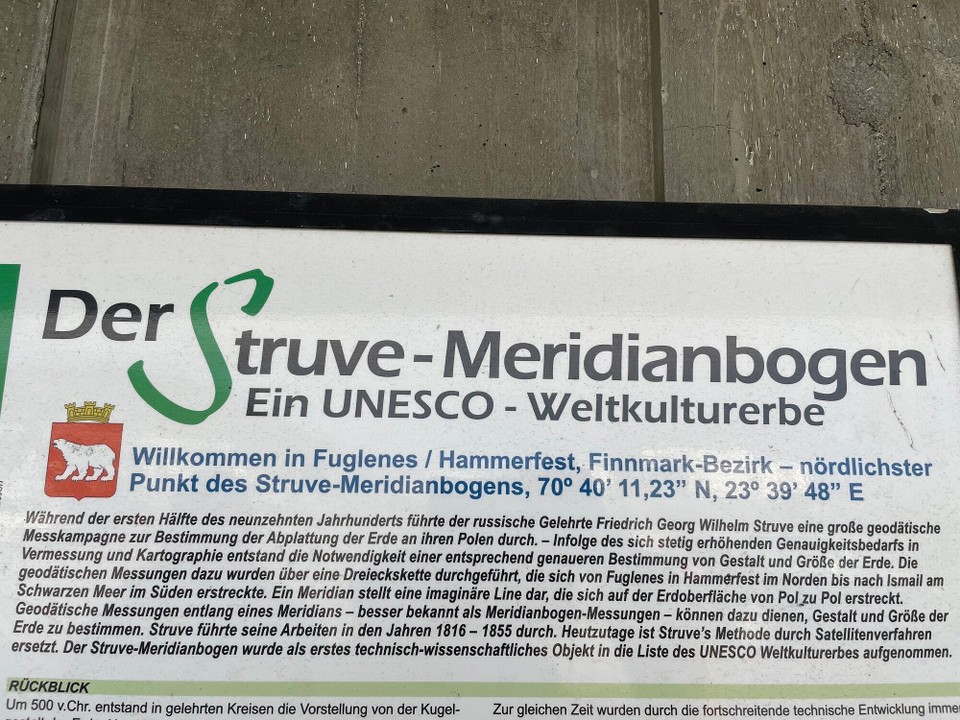 Der Struve - Meridianbogen
Ein UNESCO - Weltkulturerbe
Willkommen in Fuglenes / Hammerfest, Finnmark-Bezirk – nördlichster
Punkt des Struve-Meridianbogens, 70º 40’ 11,23” N, 23º 39’ 48” E
Während der ersten Hälfte des neunzehnten Jahrhunderts führte der russische Gelehrte Friedrich Georg Wilhelm Struve eine große geodätische
Messkampagne zur Bestimmung der Abplattung der Erde an ihren Polen durch. – Infolge des sich stetig erhöhenden Genauigkeitsbedarfs in
Vermessung und Kartographie entstand die Notwendigkeit einer entsprechend genaueren Bestimmung von Gestalt und Größe der Erde. Die
geodätischen Messungen dazu wurden über eine Dreieckskette durchgeführt, die sich von Fuglenes in Hammerfest im Norden bis nach Ismail am
Schwarzen Meer im Süden erstreckte. Ein Meridian stellt eine imaginäre Line dar, die sich auf der Erdoberfläche von Pol zu Pol erstreckt.
Geodätische Messungen entlang eines Meridians – besser bekannt als Meridianbogen-Messungen – können dazu dienen, Gestalt und Größe der
Erde zu bestimmen. Struve führte seine Arbeiten in den Jahren 1816 – 1855 durch. Heutzutage ist Struve’s Methode durch Satellitenverfahren
ersetzt. Der Struve-Meridianbogen wurde als erstes technisch-wissenschaftliches Objekt in die Liste des UNESCO Weltkulturerbes aufgenommen.
RÜCKBLICK
Um 500 v.Chr. entstand in gelehrten Kreisen die Vorstellung von der Kugel-
Zur gleichen Zeit wurden durch die fortschreitende technische Entwicklung